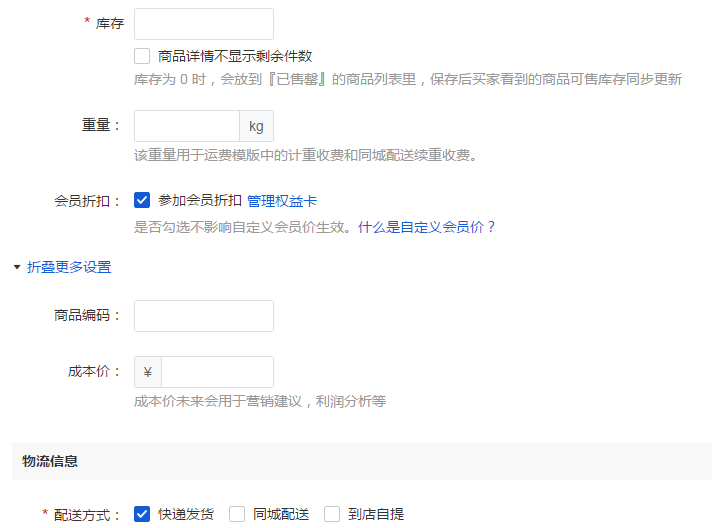 * 库存
商品详情不显示剩余件数
库存为 0 时，会放到『已售罄』的商品列表里，保存后买家看到的商品可售库存同步更新
重量： kg
该重量用于运费模版中的计重收费和同城配送续重收费。
会员折扣： 参加会员折扣 管理权益卡
是否勾选不影响自定义会员价生效。什么是自定义会员价？
折叠更多设置
商品编码：
成本价： ¥
成本价未来会用于营销建议，利润分析等
物流信息
* 配送方式： 快递发货 同城配送 到店自提